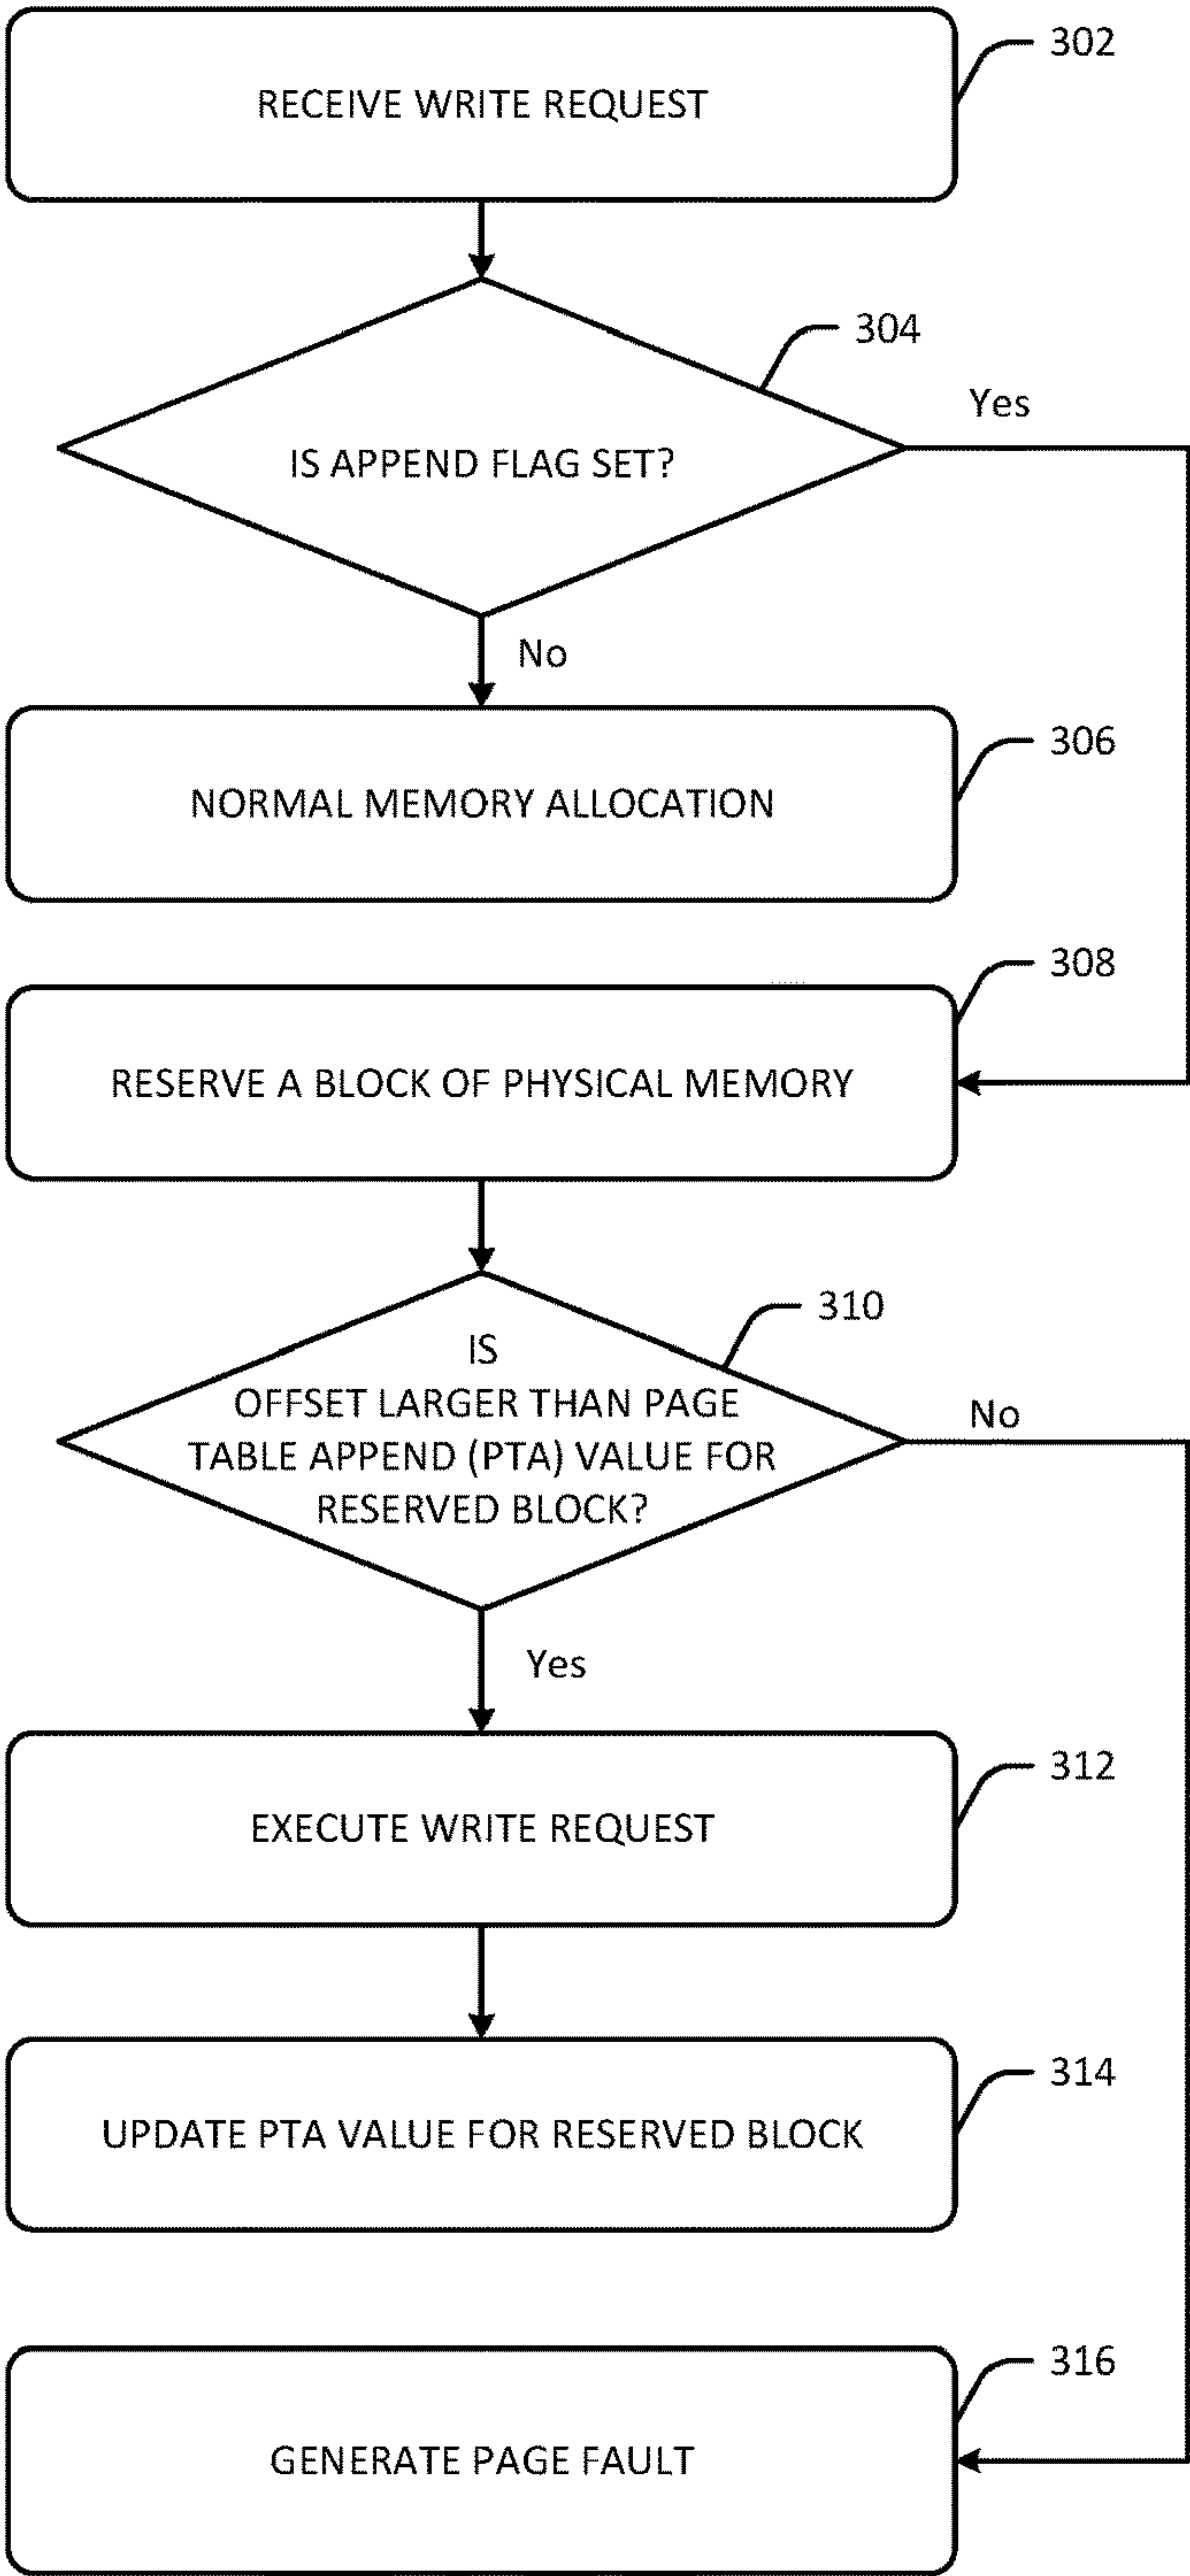 302
RECEIVE WRITE REQUEST
304
Yes
IS APPEND FLAG SET?
No
306
NORMAL MEMORY ALLOCATION
308
RESERVE A BLOCK OF PHYSICAL MEMORY
310
IS
OFFSET LARGER THAN PAGE
No
TABLE APPEND (PTA) VALUE FOR
RESERVED BLOCK?
Yes
312
EXECUTE WRITE REQUEST
314
UPDATE PTA VALUE FOR RESERVED BLOCK
316
GENERATE PAGE FAULT